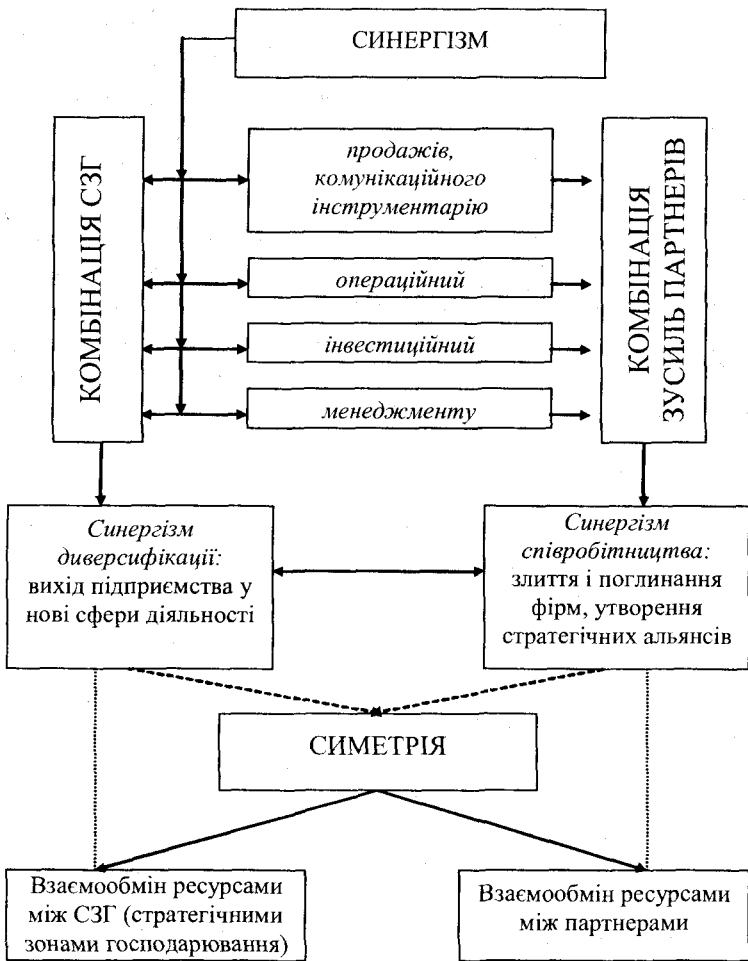 СИНЕРГІЗМ
КОМБІНАЦІЯ СЗГ
продажів,
комунікаційного
інструментарію
операційний
інвестиційний
менеджменту
КОМБІНАЦІЯ
ЗУСИЛЬ ПАРТНЕРІВ
Синергізм
диверсифікації:
вихід підприємства у
нові сфери діяльності
Синергізм
співробітництва:
злиття і поглинання
фірм, утворення
стратегічних альянсів
СИМЕТРІЯ
Взаємообмін ресурсами
між СЗГ (стратегічними
зонами господарювання)
Взаємообмін ресурсами
між партнерами